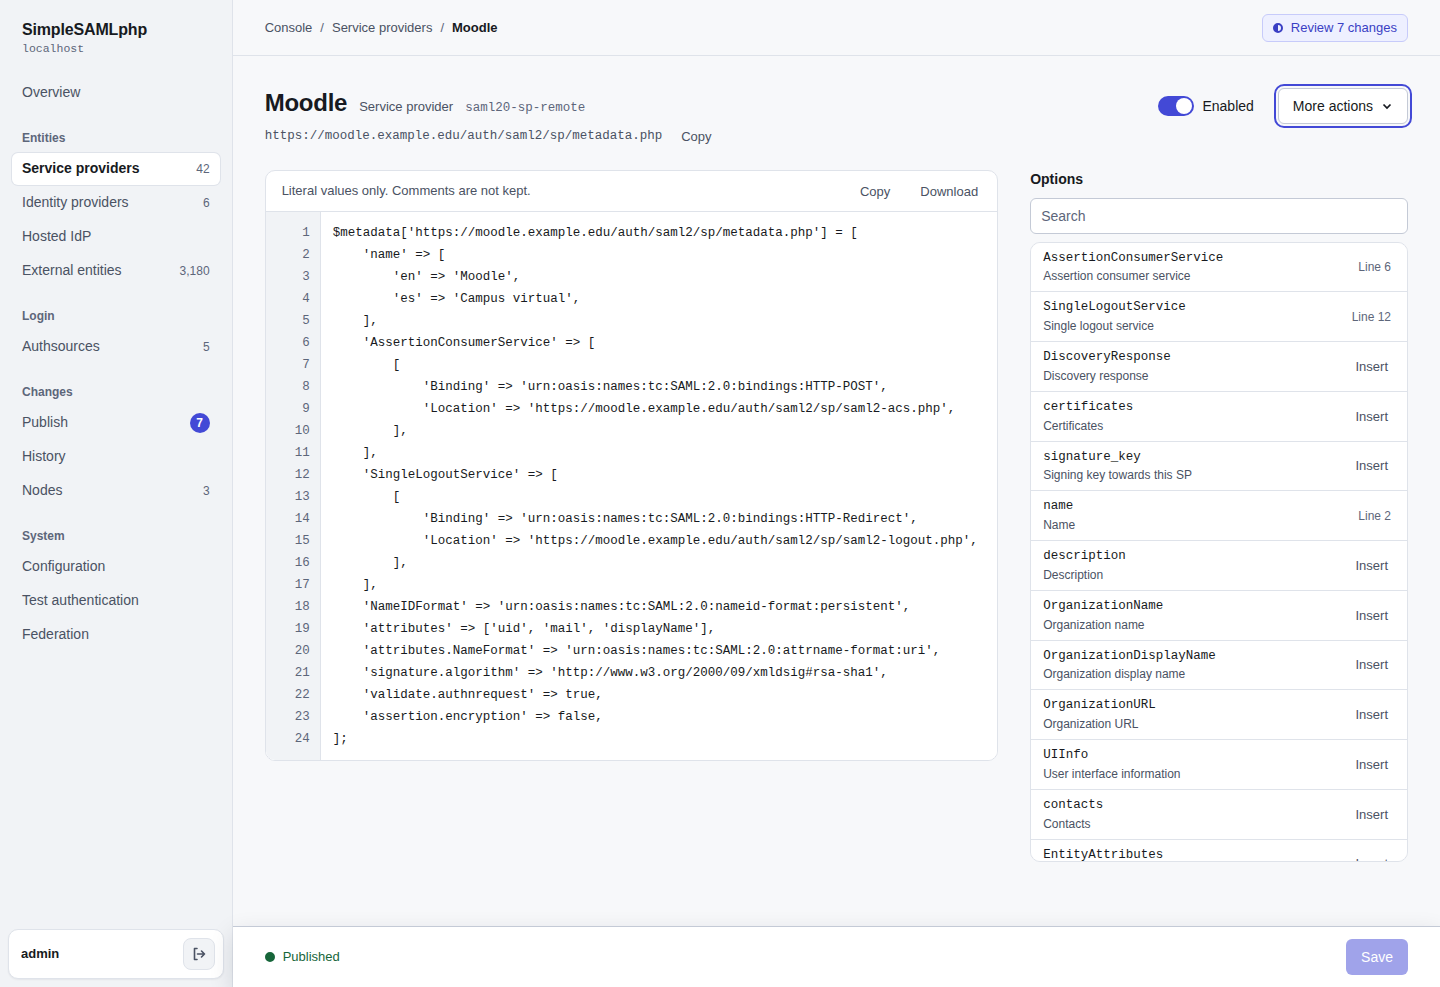 SimpleSAMLphp
localhost
Overview
Entities
Service providers 42
Identity providers 6
Hosted IdP
External entities 3,180
Login
Authsources 5
Changes
Publish 7
History
Nodes 3
System
Configuration
Test authentication
Federation
admin
Console / Service providers / Moodle
Review 7 changes
Moodle Service provider saml20-sp-remote
https://moodle.example.edu/auth/saml2/sp/metadata.php Copy
Enabled
More actions
Literal values only. Comments are not kept. Copy Download
1 $metadata['https://moodle.example.edu/auth/saml2/sp/metadata.php'] = [
2 'name' => [
3 'en' => 'Moodle',
4 'es' => 'Campus virtual',
5 ],
6 'AssertionConsumerService' => [
7 [
8 'Binding' => 'urn:oasis:names:tc:SAML:2.0:bindings:HTTP-POST',
9 'Location' => 'https://moodle.example.edu/auth/saml2/sp/saml2-acs.php',
10 ],
11 ],
12 'SingleLogoutService' => [
13 [
14 'Binding' => 'urn:oasis:names:tc:SAML:2.0:bindings:HTTP-Redirect',
15 'Location' => 'https://moodle.example.edu/auth/saml2/sp/saml2-logout.php',
16 ],
17 ],
18 'NameIDFormat' => 'urn:oasis:names:tc:SAML:2.0:nameid-format:persistent',
19 'attributes' => ['uid', 'mail', 'displayName'],
20 'attributes.NameFormat' => 'urn:oasis:names:tc:SAML:2.0:attrname-format:uri',
21 'signature.algorithm' => 'http://www.w3.org/2000/09/xmldsig#rsa-sha1',
22 'validate.authnrequest' => true,
23 'assertion.encryption' => false,
24 ];
Options
Search
AssertionConsumerService
Assertion consumer service
Line 6
SingleLogoutService
Single logout service
Line 12
DiscoveryResponse
Discovery response
Insert
certificates
Certificates
Insert
signature_key
Signing key towards this SP
Insert
name
Name
Line 2
description
Description
Insert
OrganizationName
Organization name
Insert
OrganizationDisplayName
Organization display name
Insert
OrganizationURL
Organization URL
Insert
UIInfo
User interface information
Insert
contacts
Contacts
Insert
EntityAttributes
Published
Save